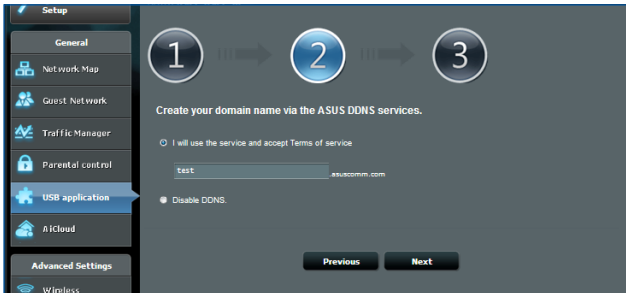 Setup
General
Network Map
Guest Network
Traffic Manager
Parental control
USB application
AiCloud
Advanced Settings
Wireless
1
2
3
Create your domain name via the ASUS DDNS services.
I will use the service and accept Terms of service
test .asuscomm.com
Disable DDNS.
Previous Next